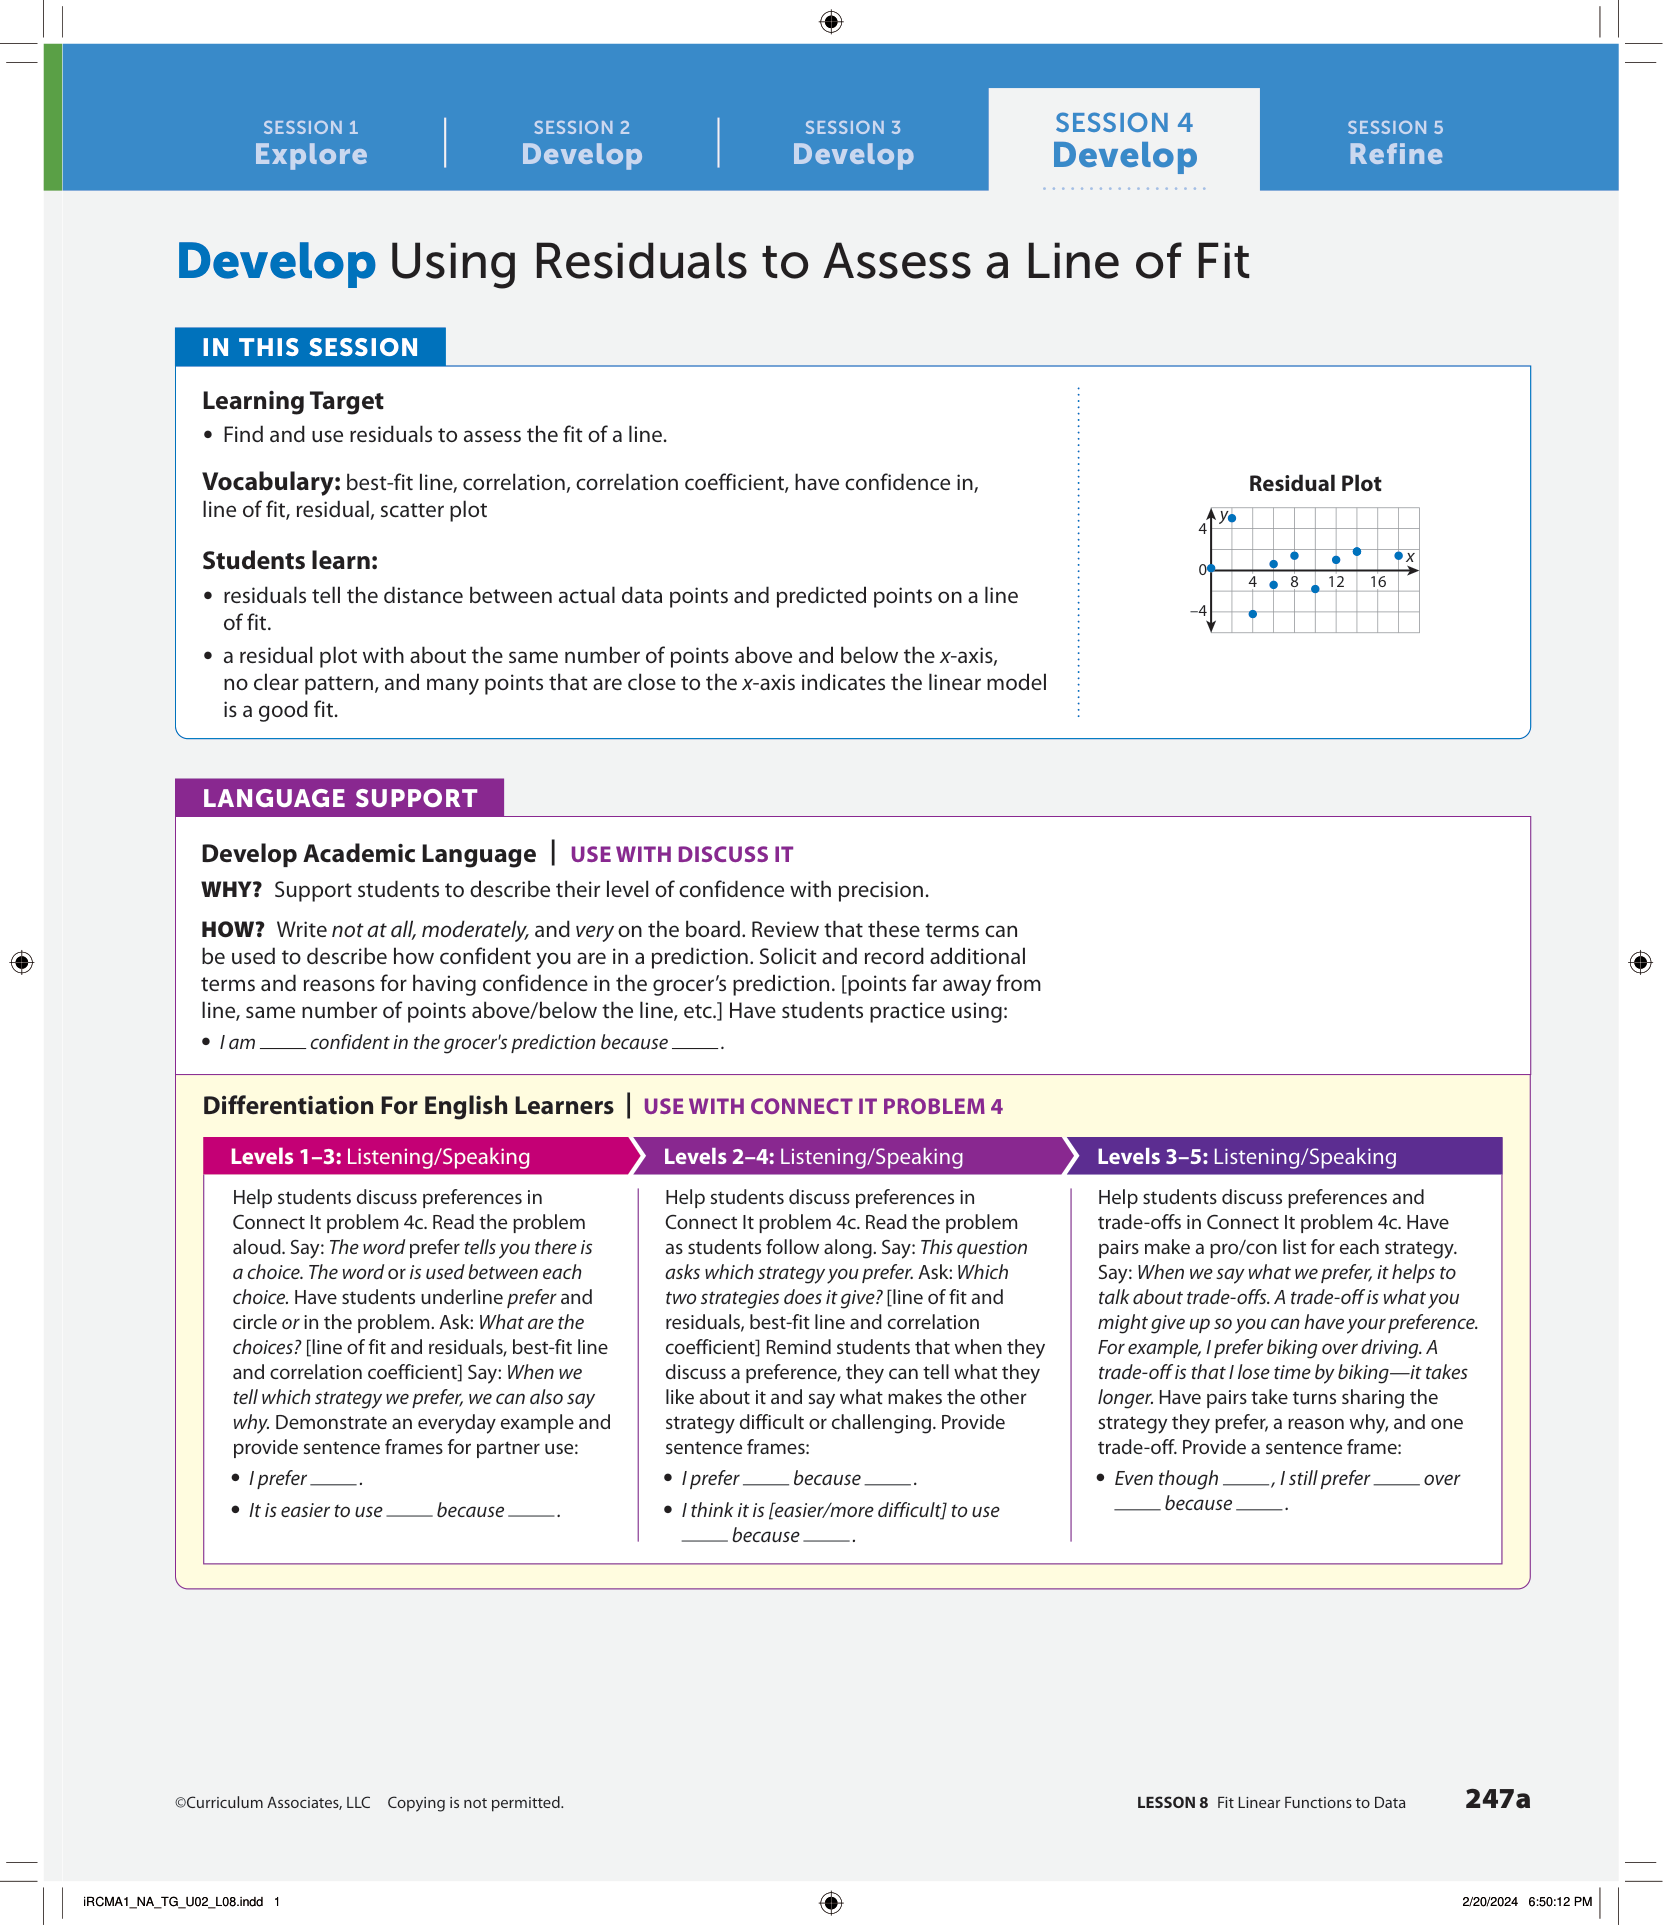 SESSION 1
Explore
SESSION 2
Develop
SESSION 3
Develop
SESSION 4
Develop
SESSION 5
Refine
Develop Using Residuals to Assess a Line of Fit
IN THIS SESSION
Learning Target
• Find and use residuals to assess the fit of a line.
Vocabulary: best-fit line, correlation, correlation coefficient, have confidence in,
line of fit, residual, scatter plot
Students learn:
• residuals tell the distance between actual data points and predicted points on a line
of fit.
• a residual plot with about the same number of points above and below the x-axis,
no clear pattern, and many points that are close to the x-axis indicates the linear model
is a good fit.
Residual Plot
y
4
x
0
4 8 12 16
–4
LANGUAGE SUPPORT
Develop Academic Language | USE WITH DISCUSS IT
WHY? Support students to describe their level of confidence with precision.
HOW? Write not at all, moderately, and very on the board. Review that these terms can
be used to describe how confident you are in a prediction. Solicit and record additional
terms and reasons for having confidence in the grocer’s prediction. [points far away from
line, same number of points above/below the line, etc.] Have students practice using:
• I am _____ confident in the grocer's prediction because _____.
Differentiation For English Learners | USE WITH CONNECT IT PROBLEM 4
Levels 1–3: Listening/Speaking
Help students discuss preferences in
Connect It problem 4c. Read the problem
aloud. Say: The word prefer tells you there is
a choice. The word or is used between each
choice. Have students underline prefer and
circle or in the problem. Ask: What are the
choices? [line of fit and residuals, best-fit line
and correlation coefficient] Say: When we
tell which strategy we prefer, we can also say
why. Demonstrate an everyday example and
provide sentence frames for partner use:
• I prefer _____.
• It is easier to use _____ because _____.
Levels 2–4: Listening/Speaking
Help students discuss preferences in
Connect It problem 4c. Read the problem
as students follow along. Say: This question
asks which strategy you prefer. Ask: Which
two strategies does it give? [line of fit and
residuals, best-fit line and correlation
coefficient] Remind students that when they
discuss a preference, they can tell what they
like about it and say what makes the other
strategy difficult or challenging. Provide
sentence frames:
• I prefer _____ because _____.
• I think it is [easier/more difficult] to use
_____ because _____.
Levels 3–5: Listening/Speaking
Help students discuss preferences and
trade-offs in Connect It problem 4c. Have
pairs make a pro/con list for each strategy.
Say: When we say what we prefer, it helps to
talk about trade-offs. A trade-off is what you
might give up so you can have your preference.
For example, I prefer biking over driving. A
trade-off is that I lose time by biking—it takes
longer. Have pairs take turns sharing the
strategy they prefer, a reason why, and one
trade-off. Provide a sentence frame:
• Even though _____, I still prefer _____ over
_____ because _____.
©Curriculum Associates, LLC Copying is not permitted.
LESSON 8 Fit Linear Functions to Data 247a
iRCMA1_NA_TG_U02_L08.indd 1
2/20/2024 6:50:12 PM